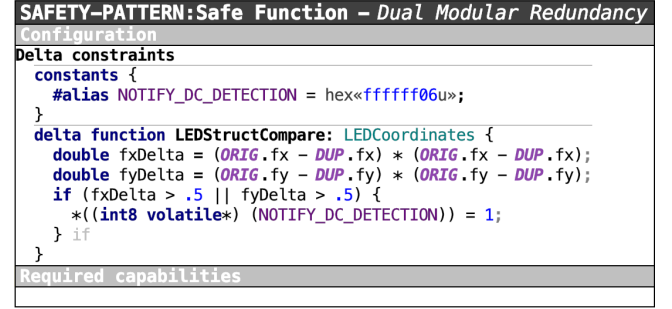 SAFETY–PATTERN:Safe Function – Dual Modular Redundancy
Configuration
Delta constraints
constants {
#alias NOTIFY_DC_DETECTION = hex«ffffff06u»;
}
delta function LEDStructCompare: LEDCoordinates {
double fxDelta = (ORIG.fx – DUP.fx) * (ORIG.fx – DUP.fx);
double fyDelta = (ORIG.fy – DUP.fy) * (ORIG.fy – DUP.fy);
if (fxDelta > .5 || fyDelta > .5) {
*((int8 volatile*) (NOTIFY_DC_DETECTION)) = 1;
} if
}
Required capabilities